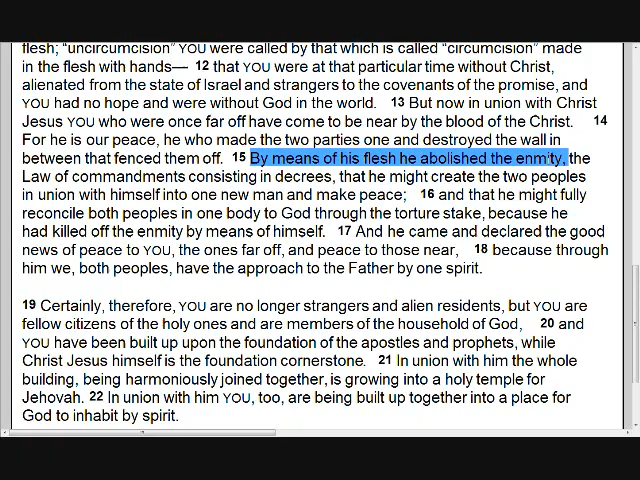 flesh; “uncircumcision” YOU were called by that which is called “circumcision” made
in the flesh with hands— 12 that YOU were at that particular time without Christ,
alienated from the state of Israel and strangers to the covenants of the promise, and
YOU had no hope and were without God in the world. 13 But now in union with Christ
Jesus YOU who were once far off have come to be near by the blood of the Christ. 14
For he is our peace, he who made the two parties one and destroyed the wall in
between that fenced them off. 15 By means of his flesh he abolished the enmity, the
Law of commandments consisting in decrees, that he might create the two peoples
in union with himself into one new man and make peace; 16 and that he might fully
reconcile both peoples in one body to God through the torture stake, because he
had killed off the enmity by means of himself. 17 And he came and declared the good
news of peace to YOU, the ones far off, and peace to those near, 18 because through
him we, both peoples, have the approach to the Father by one spirit.
19 Certainly, therefore, YOU are no longer strangers and alien residents, but YOU are
fellow citizens of the holy ones and are members of the household of God, 20 and
YOU have been built up upon the foundation of the apostles and prophets, while
Christ Jesus himself is the foundation cornerstone. 21 In union with him the whole
building, being harmoniously joined together, is growing into a holy temple for
Jehovah. 22 In union with him YOU, too, are being built up together into a place for
God to inhabit by spirit.